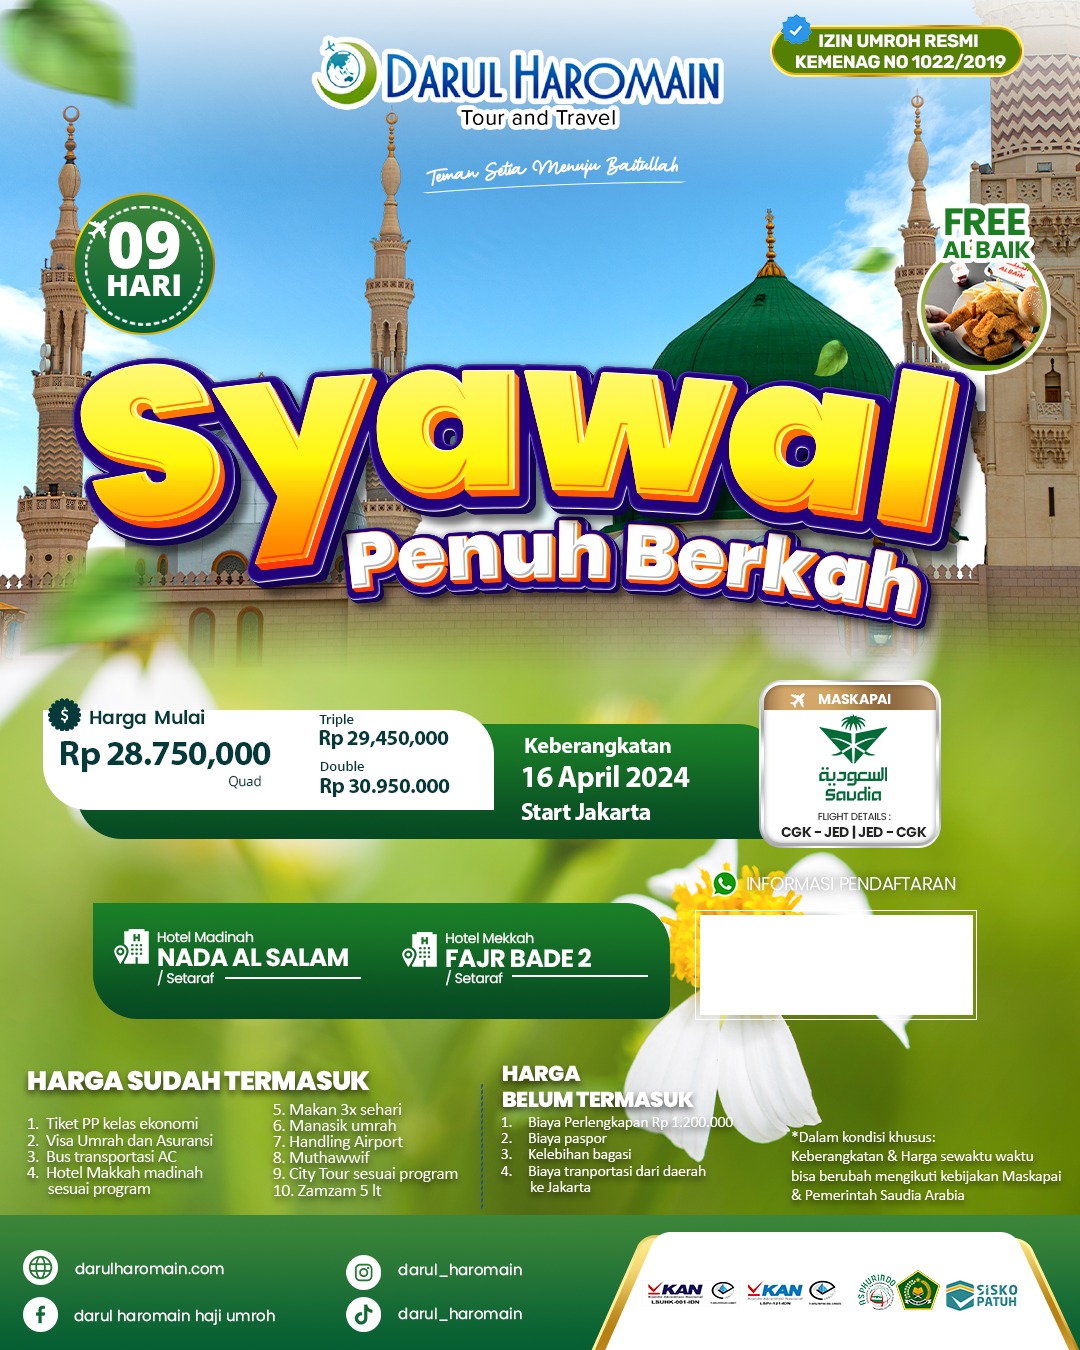 IZIN UMROH RESMI
KEMENAG NO 1022/2019
DARUL HAROMAIN
Tour and Travel
Teman Setia Menuju Baitullah
09
HARI
FREE
AL BAIK
Syawal
Penuh Berkah
Harga Mulai
Rp 28.750,000
Quad
Triple
Rp 29,450,000
Double
Rp 30.950.000
Keberangkatan
16 April 2024
Start Jakarta
MASKAPAI
السعودية
Saudia
FLIGHT DETAILS :
CGK - JED | JED - CGK
INFORMASI PENDAFTARAN
Hotel Madinah
NADA AL SALAM
/ Setaraf
Hotel Mekkah
FAJR BADE 2
/ Setaraf
HARGA SUDAH TERMASUK
1. Tiket PP kelas ekonomi
2. Visa Umrah dan Asuransi
3. Bus transportasi AC
4. Hotel Makkah madinah
sesuai program
5. Makan 3x sehari
6. Manasik umrah
7. Handling Airport
8. Muthawwif
9. City Tour sesuai program
10. Zamzam 5 lt
HARGA
BELUM TERMASUK
1. Biaya Perlengkapan Rp 1.200.000
2. Biaya paspor
3. Kelebihan bagasi
4. Biaya tranportasi dari daerah
ke Jakarta
*Dalam kondisi khusus:
Keberangkatan & Harga sewaktu waktu
bisa berubah mengikuti kebijakan Maskapai
& Pemerintah Saudia Arabia
darulharomain.com
darul haromain haji umroh
darul_haromain
darul_haromain
KAN
LSUHK-001-IDN
KAN
ASPHURINDO
SISKO
PATUH